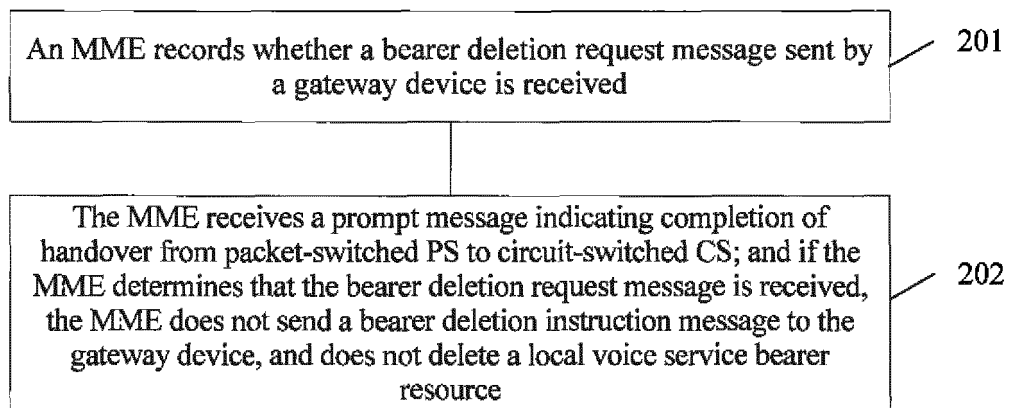 An MME records whether a bearer deletion request message sent by
a gateway device is received
201
The MME receives a prompt message indicating completion of
handover from packet-switched PS to circuit-switched CS; and if the
MME determines that the bearer deletion request message is received,
the MME does not send a bearer deletion instruction message to the
gateway device, and does not delete a local voice service bearer
resource
202